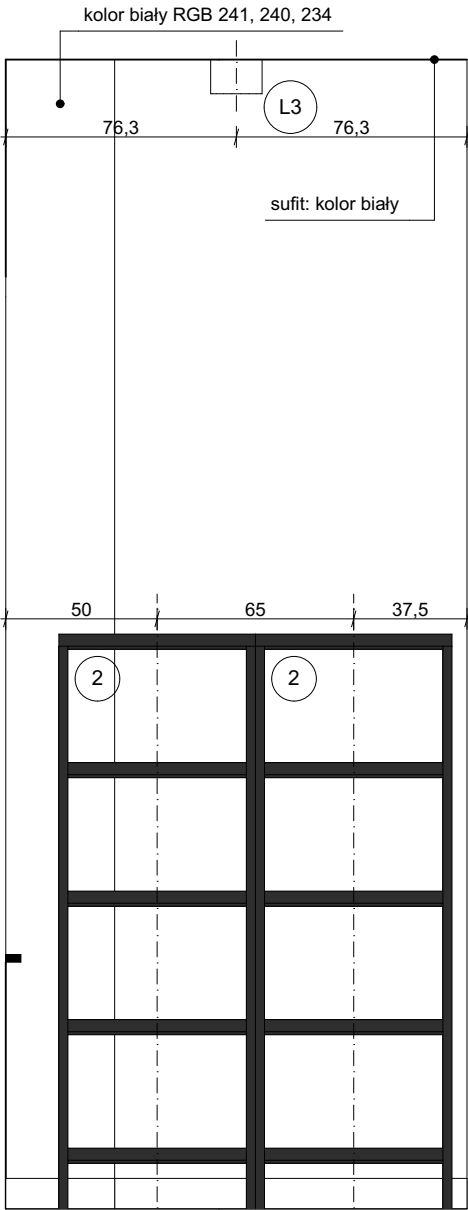 kolor biały RGB 241, 240, 234
L3
76,3 76,3
sufit: kolor biały
50 65 37,5
2 2